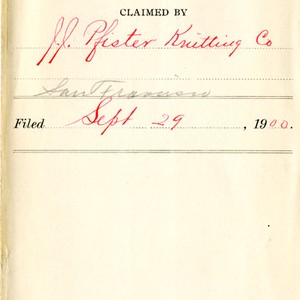 CLAIMED BY
J.J. Pfister Knitting Co
San Francisco
Filed Sept 29, 1900.